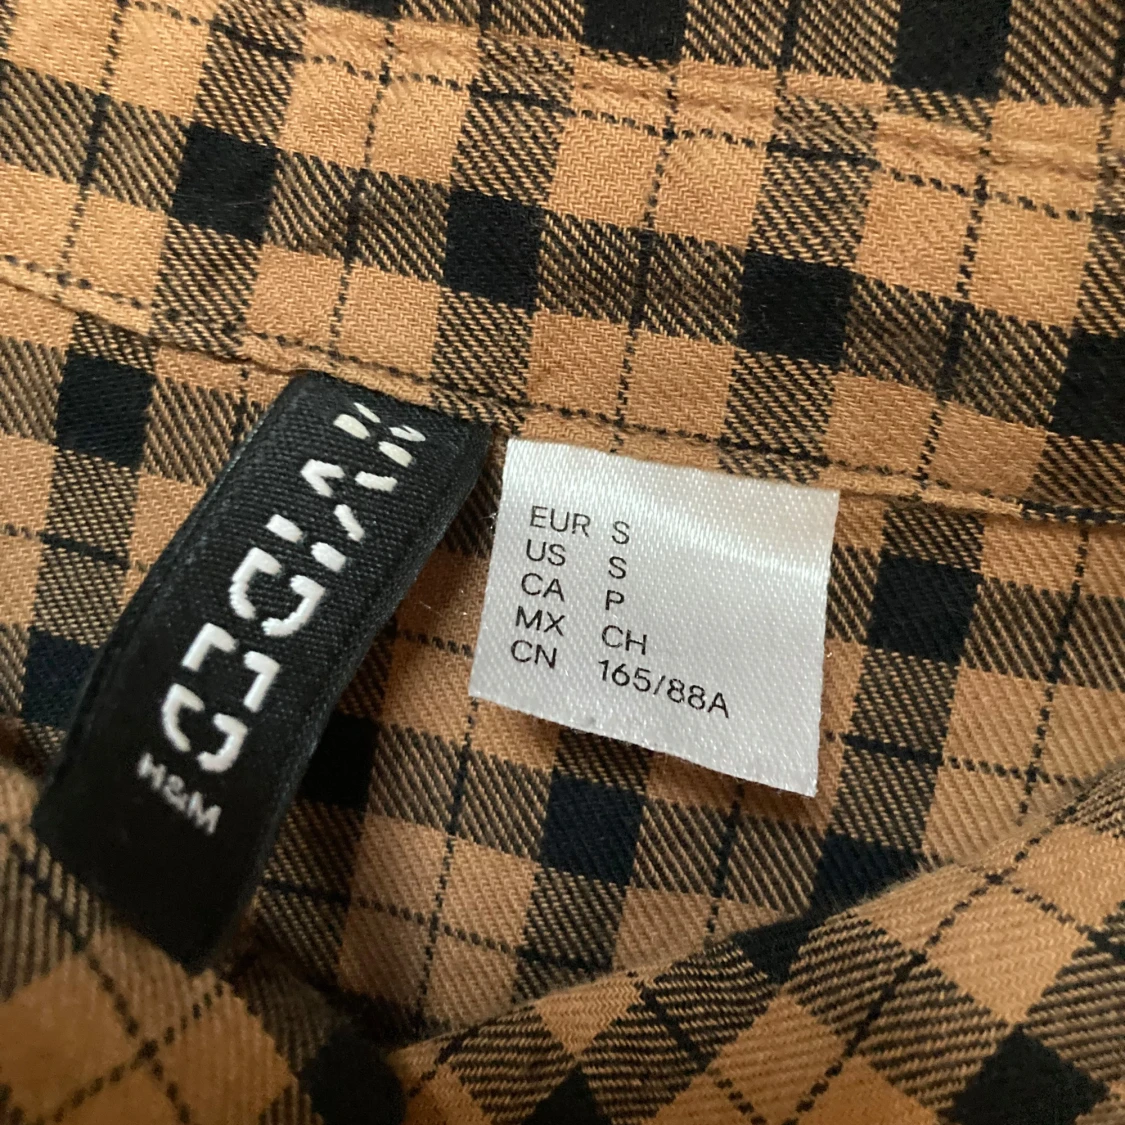 DIVIDED
H&M
EUR S
US S
CA P
MX CH
CN 165/88A